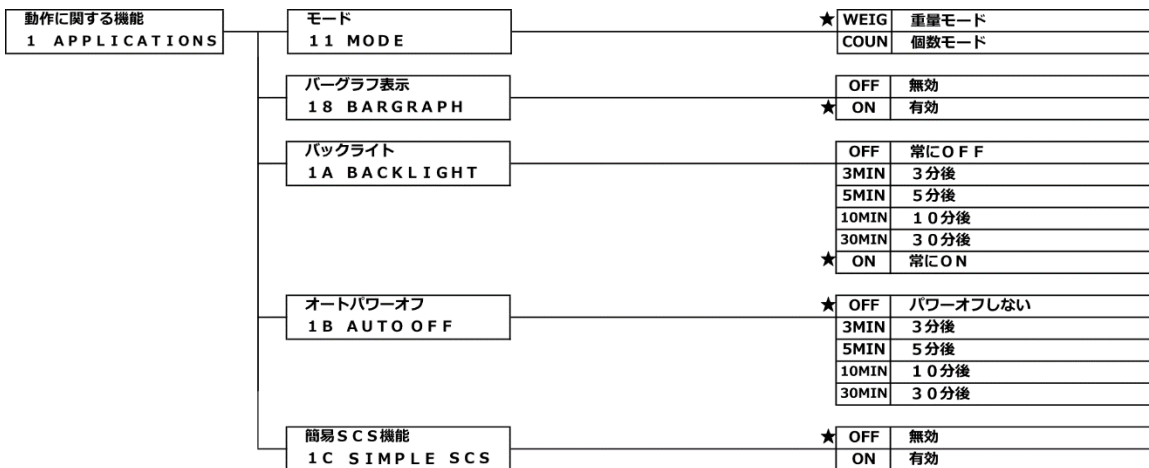 動作に関する機能
1 APPLICATIONS
モード
11 MODE
★ WEIG 重量モード
COUN 個数モード
バーグラフ表示
18 BARGRAPH
OFF 無効
★ ON 有効
バックライト
1A BACKLIGHT
OFF 常にOFF
3MIN 3分後
5MIN 5分後
10MIN 10分後
30MIN 30分後
★ ON 常にON
オートパワーオフ
1B AUTO OFF
★ OFF パワーオフしない
3MIN 3分後
5MIN 5分後
10MIN 10分後
30MIN 30分後
簡易SCS機能
1C SIMPLE SCS
★ OFF 無効
ON 有効